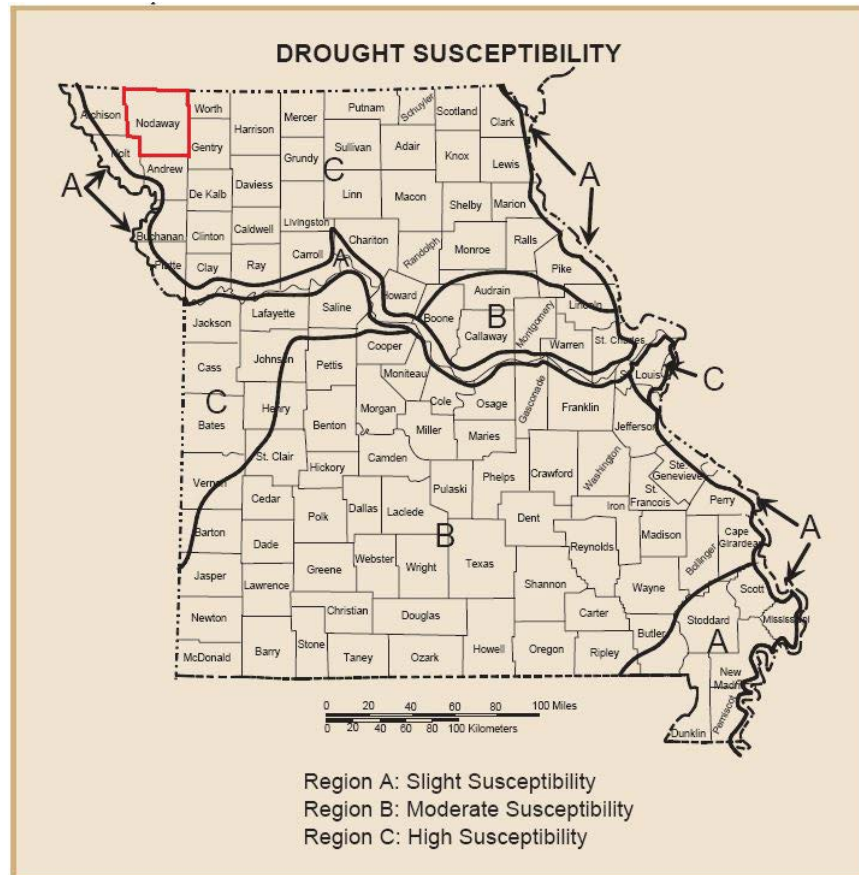 DROUGHT SUSCEPTIBILITY
Atchison
Nodaway
Worth
Harrison
Mercer
Putnam
Schuyler
Scotland
Clark
Holt
Andrew
Gentry
Grundy
Sullivan
Adair
Knox
Lewis
C
A
A
De Kalb
Daviess
Linn
Macon
Shelby
Marion
Buchanan
Clinton
Caldwell
Livingston
Chariton
Randolph
Monroe
Ralls
Platte
Clay
Ray
Carroll
A
Pike
Howard
Audrain
Jackson
Lafayette
Saline
Boone
B
Callaway
Montgomery
Lincoln
Warren
St. Charles
Cooper
Cass
Johnson
Pettis
Moniteau
Cole
Osage
Gasconade
Franklin
St. Louis
C
C
Bates
Henry
Benton
Morgan
Miller
Maries
Jefferson
St. Clair
Hickory
Camden
Pulaski
Phelps
Crawford
Washington
Ste.
Genevieve
St.
Francois
Perry
Vernon
Cedar
Polk
Dallas
Laclede
B
Dent
Iron
Madison
Bollinger
Cape
Girardeau
A
Barton
Dade
Webster
Wright
Texas
Reynolds
Jasper
Lawrence
Greene
Shannon
Wayne
Scott
Newton
Christian
Douglas
Carter
Butler
Stoddard
Mississippi
A
McDonald
Barry
Stone
Taney
Ozark
Howell
Oregon
Ripley
New
Madrid
Pemiscot
Dunklin
0 20 40 60 80 100 Miles
0 20 40 60 80 100 Kilometers
Region A: Slight Susceptibility
Region B: Moderate Susceptibility
Region C: High Susceptibility